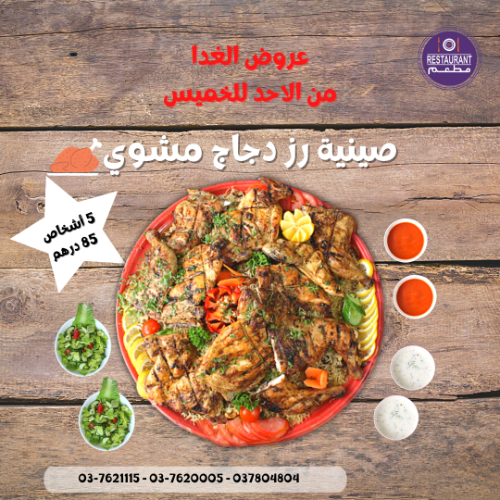 عروض الغدا
من الاحد للخميس
RESTAURANT
مطعم
صينية رز دجاج مشوي
5 أشخاص
85 درهم
03-7621115 - 03-7620005 - 037804804